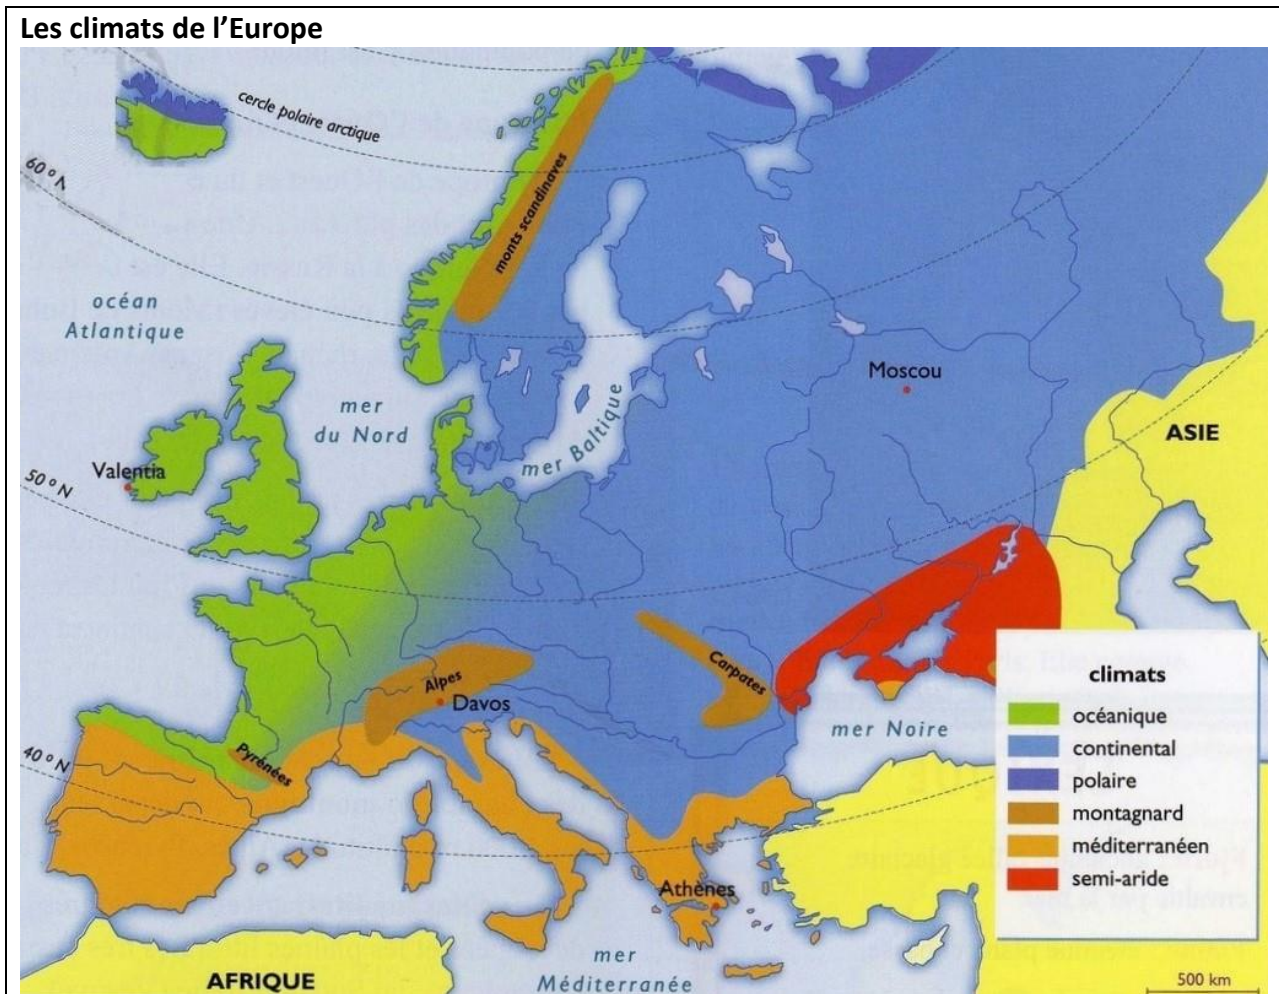 Les climats de l’Europe
cercle polaire arctique
60° N
monts scandinaves
océan
Atlantique
Moscou
mer
du Nord
mer Baltique
ASIE
Valentia
50° N
climats
océanique
continental
polaire
montagnard
méditerranéen
semi-aride
Carpates
Alpes
Davos
mer Noire
Pyrénées
40° N
Athènes
mer
Méditerranée
AFRIQUE
500 km